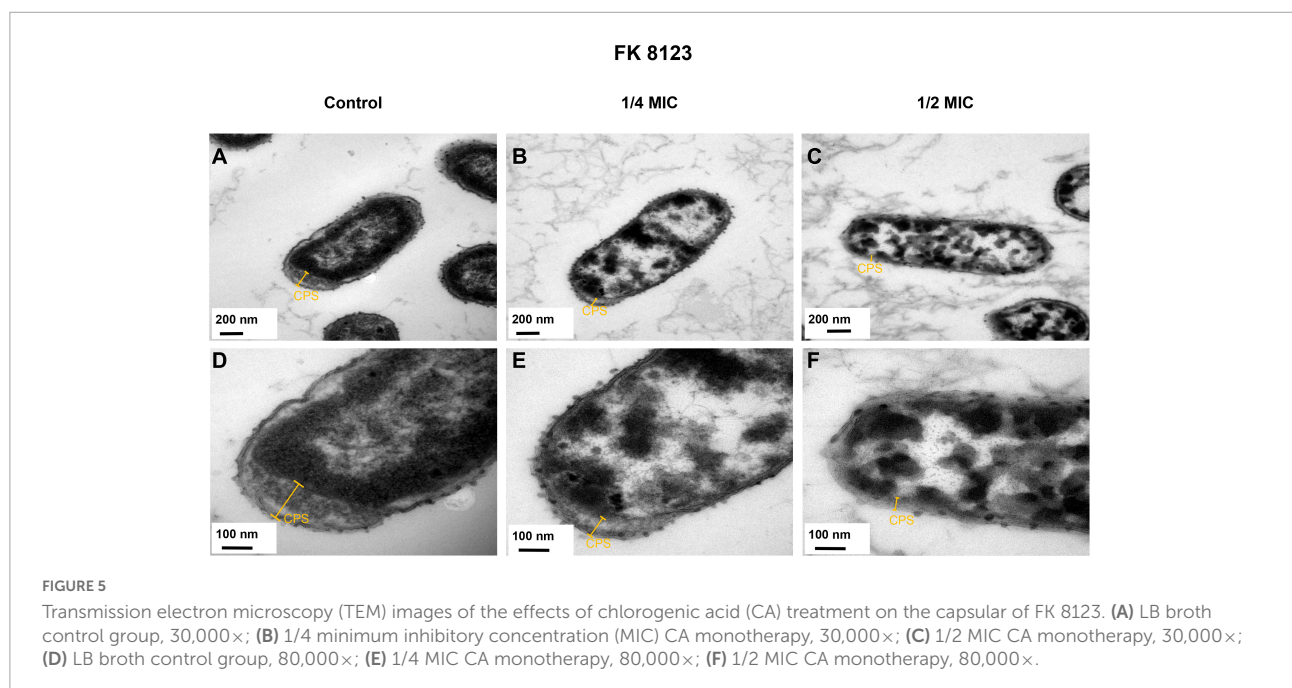 FK 8123
Control
1/4 MIC
1/2 MIC
A
B
C
CPS
CPS
CPS
200 nm
200 nm
200 nm
D
E
F
CPS
CPS
CPS
100 nm
100 nm
100 nm
FIGURE 5
Transmission electron microscopy (TEM) images of the effects of chlorogenic acid (CA) treatment on the capsular of FK 8123. (A) LB broth
control group, 30,000×; (B) 1/4 minimum inhibitory concentration (MIC) CA monotherapy, 30,000×; (C) 1/2 MIC CA monotherapy, 30,000×;
(D) LB broth control group, 80,000×; (E) 1/4 MIC CA monotherapy, 80,000×; (F) 1/2 MIC CA monotherapy, 80,000×.